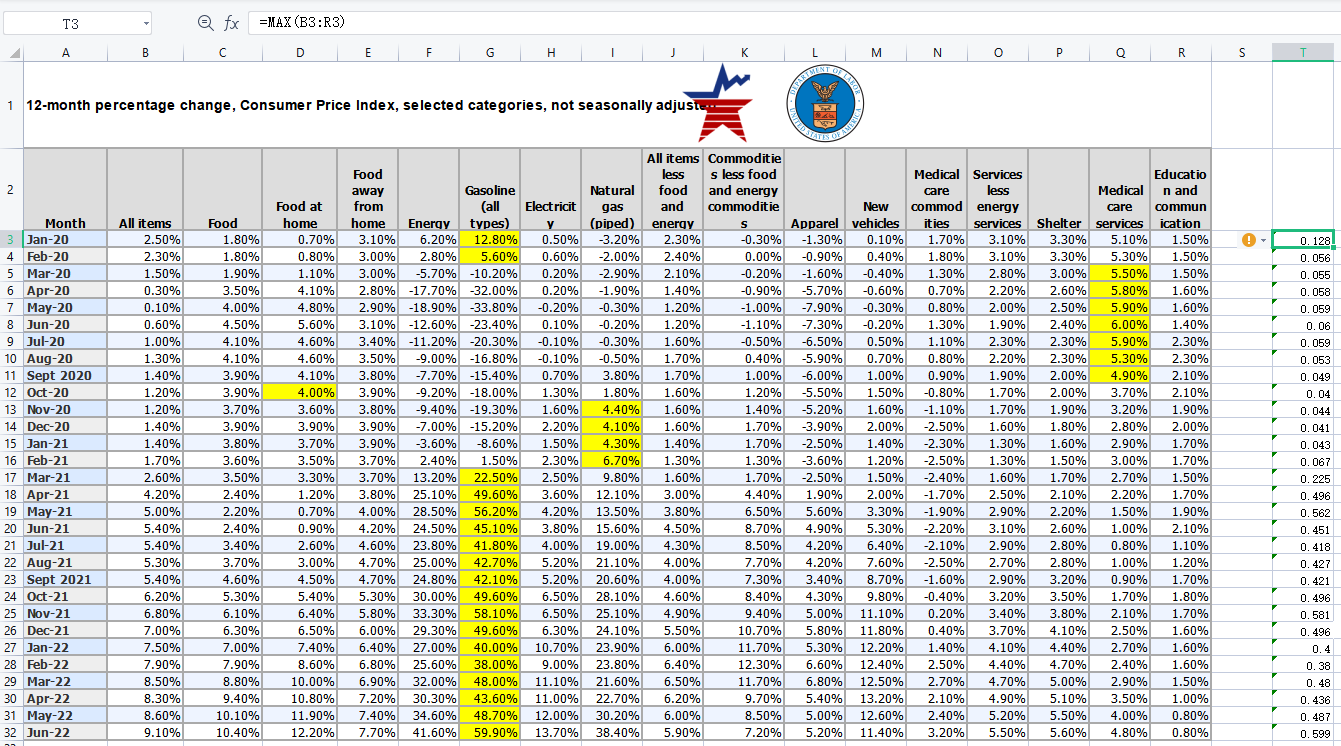 T3 fx =MAX(B3:R3)
A B C D E F G H I J K L M N O P Q R S T
1 12-month percentage change, Consumer Price Index, selected categories, not seasonally adjusted
DEPARTMENT OF LABOR
UNITED STATES OF AMERICA
2
Month
All items
Food
Food at
home
Food
away
from
home
Energy
Gasoline
(all
types)
Electricit
y
Natural
gas
(piped)
All items
less
food
and
energy
Commoditie
s less food
and energy
commoditie
s
Apparel
New
vehicles
Medical
care
commod
ities
Services
less
energy
services
Shelter
Medical
care
services
Educatio
n and
commun
ication
3 Jan-20 2.50% 1.80% 0.70% 3.10% 6.20% 12.80% 0.50% -3.20% 2.30% -0.30% -1.30% 0.10% 1.70% 3.10% 3.30% 5.10% 1.50% 0.128
4 Feb-20 2.30% 1.80% 0.80% 3.00% 2.80% 5.60% 0.60% -2.00% 2.40% 0.00% -0.90% 0.40% 1.80% 3.10% 3.30% 5.30% 1.50% 0.056
5 Mar-20 1.50% 1.90% 1.10% 3.00% -5.70% -10.20% 0.20% -2.90% 2.10% -0.20% -1.60% -0.40% 1.30% 2.80% 3.00% 5.50% 1.50% 0.055
6 Apr-20 0.30% 3.50% 4.10% 2.80% -17.70% -32.00% 0.20% -1.90% 1.40% -0.90% -5.70% -0.60% 0.70% 2.20% 2.60% 5.80% 1.60% 0.058
7 May-20 0.10% 4.00% 4.80% 2.90% -18.90% -33.80% -0.20% -0.30% 1.20% -1.00% -7.90% -0.30% 0.80% 2.00% 2.50% 5.90% 1.60% 0.059
8 Jun-20 0.60% 4.50% 5.60% 3.10% -12.60% -23.40% 0.10% -0.20% 1.20% -1.10% -7.30% -0.20% 1.30% 1.90% 2.40% 6.00% 1.40% 0.06
9 Jul-20 1.00% 4.10% 4.60% 3.40% -11.20% -20.30% -0.10% -0.30% 1.60% -0.50% -6.50% 0.50% 1.10% 2.30% 2.30% 5.90% 2.30% 0.059
10 Aug-20 1.30% 4.10% 4.60% 3.50% -9.00% -16.80% -0.10% -0.50% 1.70% 0.40% -5.90% 0.70% 0.80% 2.20% 2.30% 5.30% 2.30% 0.053
11 Sept 2020 1.40% 3.90% 4.10% 3.80% -7.70% -15.40% 0.70% 3.80% 1.70% 1.00% -6.00% 1.00% 0.90% 1.90% 2.00% 4.90% 2.10% 0.049
12 Oct-20 1.20% 3.90% 4.00% 3.90% -9.20% -18.00% 1.30% 1.80% 1.60% 1.20% -5.50% 1.50% -0.80% 1.70% 2.00% 3.70% 2.10% 0.04
13 Nov-20 1.20% 3.70% 3.60% 3.80% -9.40% -19.30% 1.60% 4.40% 1.60% 1.40% -5.20% 1.60% -1.10% 1.70% 1.90% 3.20% 1.90% 0.044
14 Dec-20 1.40% 3.90% 3.90% 3.90% -7.00% -15.20% 2.20% 4.10% 1.60% 1.70% -3.90% 2.00% -2.50% 1.60% 1.80% 2.80% 2.00% 0.041
15 Jan-21 1.40% 3.80% 3.70% 3.90% -3.60% -8.60% 1.50% 4.30% 1.40% 1.70% -2.50% 1.40% -2.30% 1.30% 1.60% 2.90% 1.70% 0.043
16 Feb-21 1.70% 3.60% 3.50% 3.70% 2.40% 1.50% 2.30% 6.70% 1.30% 1.30% -3.60% 1.20% -2.50% 1.30% 1.50% 3.00% 1.70% 0.067
17 Mar-21 2.60% 3.50% 3.30% 3.70% 13.20% 22.50% 2.50% 9.80% 1.60% 1.70% -2.50% 1.50% -2.40% 1.60% 1.70% 2.70% 1.50% 0.225
18 Apr-21 4.20% 2.40% 1.20% 3.80% 25.10% 49.60% 3.60% 12.10% 3.00% 4.40% 1.90% 2.00% -1.70% 2.50% 2.10% 2.20% 1.70% 0.496
19 May-21 5.00% 2.20% 0.70% 4.00% 28.50% 56.20% 4.20% 13.50% 3.80% 6.50% 5.60% 3.30% -1.90% 2.90% 2.20% 1.50% 1.90% 0.562
20 Jun-21 5.40% 2.40% 0.90% 4.20% 24.50% 45.10% 3.80% 15.60% 4.50% 8.70% 4.90% 5.30% -2.20% 3.10% 2.60% 1.00% 2.10% 0.451
21 Jul-21 5.40% 3.40% 2.60% 4.60% 23.80% 41.80% 4.00% 19.00% 4.30% 8.50% 4.20% 6.40% -2.10% 2.90% 2.80% 0.80% 1.10% 0.418
22 Aug-21 5.30% 3.70% 3.00% 4.70% 25.00% 42.70% 5.20% 21.10% 4.00% 7.70% 4.20% 7.60% -2.50% 2.70% 2.80% 1.00% 1.20% 0.427
23 Sept 2021 5.40% 4.60% 4.50% 4.70% 24.80% 42.10% 5.20% 20.60% 4.00% 7.30% 3.40% 8.70% -1.60% 2.90% 3.20% 0.90% 1.70% 0.421
24 Oct-21 6.20% 5.30% 5.40% 5.30% 30.00% 49.60% 6.50% 28.10% 4.60% 8.40% 4.30% 9.80% -0.40% 3.20% 3.50% 1.70% 1.80% 0.496
25 Nov-21 6.80% 6.10% 6.40% 5.80% 33.30% 58.10% 6.50% 25.10% 4.90% 9.40% 5.00% 11.10% 0.20% 3.40% 3.80% 2.10% 1.70% 0.581
26 Dec-21 7.00% 6.30% 6.50% 6.00% 29.30% 49.60% 6.30% 24.10% 5.50% 10.70% 5.80% 11.80% 0.40% 3.70% 4.10% 2.50% 1.60% 0.496
27 Jan-22 7.50% 7.00% 7.40% 6.40% 27.00% 40.00% 10.70% 23.90% 6.00% 11.70% 5.30% 12.20% 1.40% 4.10% 4.40% 2.70% 1.60% 0.4
28 Feb-22 7.90% 7.90% 8.60% 6.80% 25.60% 38.00% 9.00% 23.80% 6.40% 12.30% 6.60% 12.40% 2.50% 4.40% 4.70% 2.40% 1.60% 0.38
29 Mar-22 8.50% 8.80% 10.00% 6.90% 32.00% 48.00% 11.10% 21.60% 6.50% 11.70% 6.80% 12.50% 2.70% 4.70% 5.00% 2.90% 1.50% 0.48
30 Apr-22 8.30% 9.40% 10.80% 7.20% 30.30% 43.60% 11.00% 22.70% 6.20% 9.70% 5.40% 13.20% 2.10% 4.90% 5.10% 3.50% 1.00% 0.436
31 May-22 8.60% 10.10% 11.90% 7.40% 34.60% 48.70% 12.00% 30.20% 6.00% 8.50% 5.00% 12.60% 2.40% 5.20% 5.50% 4.00% 0.80% 0.487
32 Jun-22 9.10% 10.40% 12.20% 7.70% 41.60% 59.90% 13.70% 38.40% 5.90% 7.20% 5.20% 11.40% 3.20% 5.50% 5.60% 4.80% 0.80% 0.599